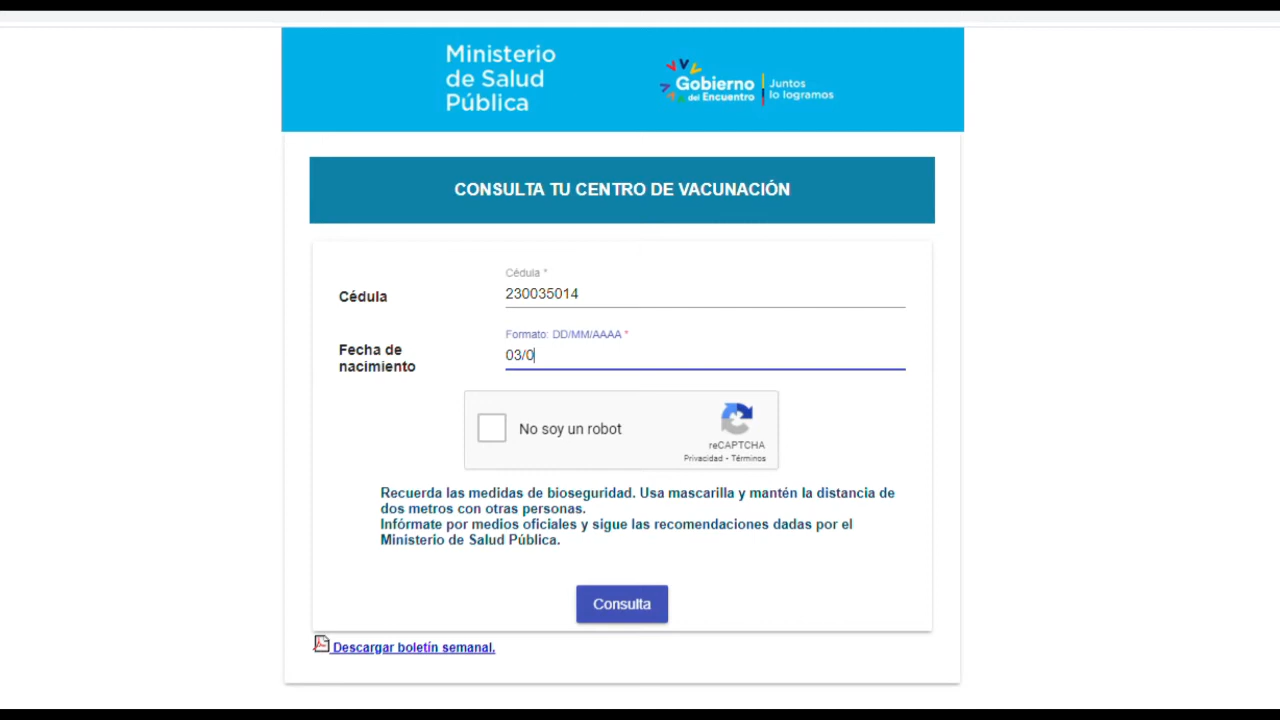 Ministerio
de Salud
Pública
Gobierno
del Encuentro
Juntos
lo logramos
CONSULTA TU CENTRO DE VACUNACIÓN
Cédula
Cédula *
230035014
Fecha de
nacimiento
Formato: DD/MM/AAAA *
03/0
No soy un robot
reCAPTCHA
Privacidad - Términos
Recuerda las medidas de bioseguridad. Usa mascarilla y mantén la distancia de
dos metros con otras personas.
Infórmate por medios oficiales y sigue las recomendaciones dadas por el
Ministerio de Salud Pública.
Consulta
Descargar boletín semanal.